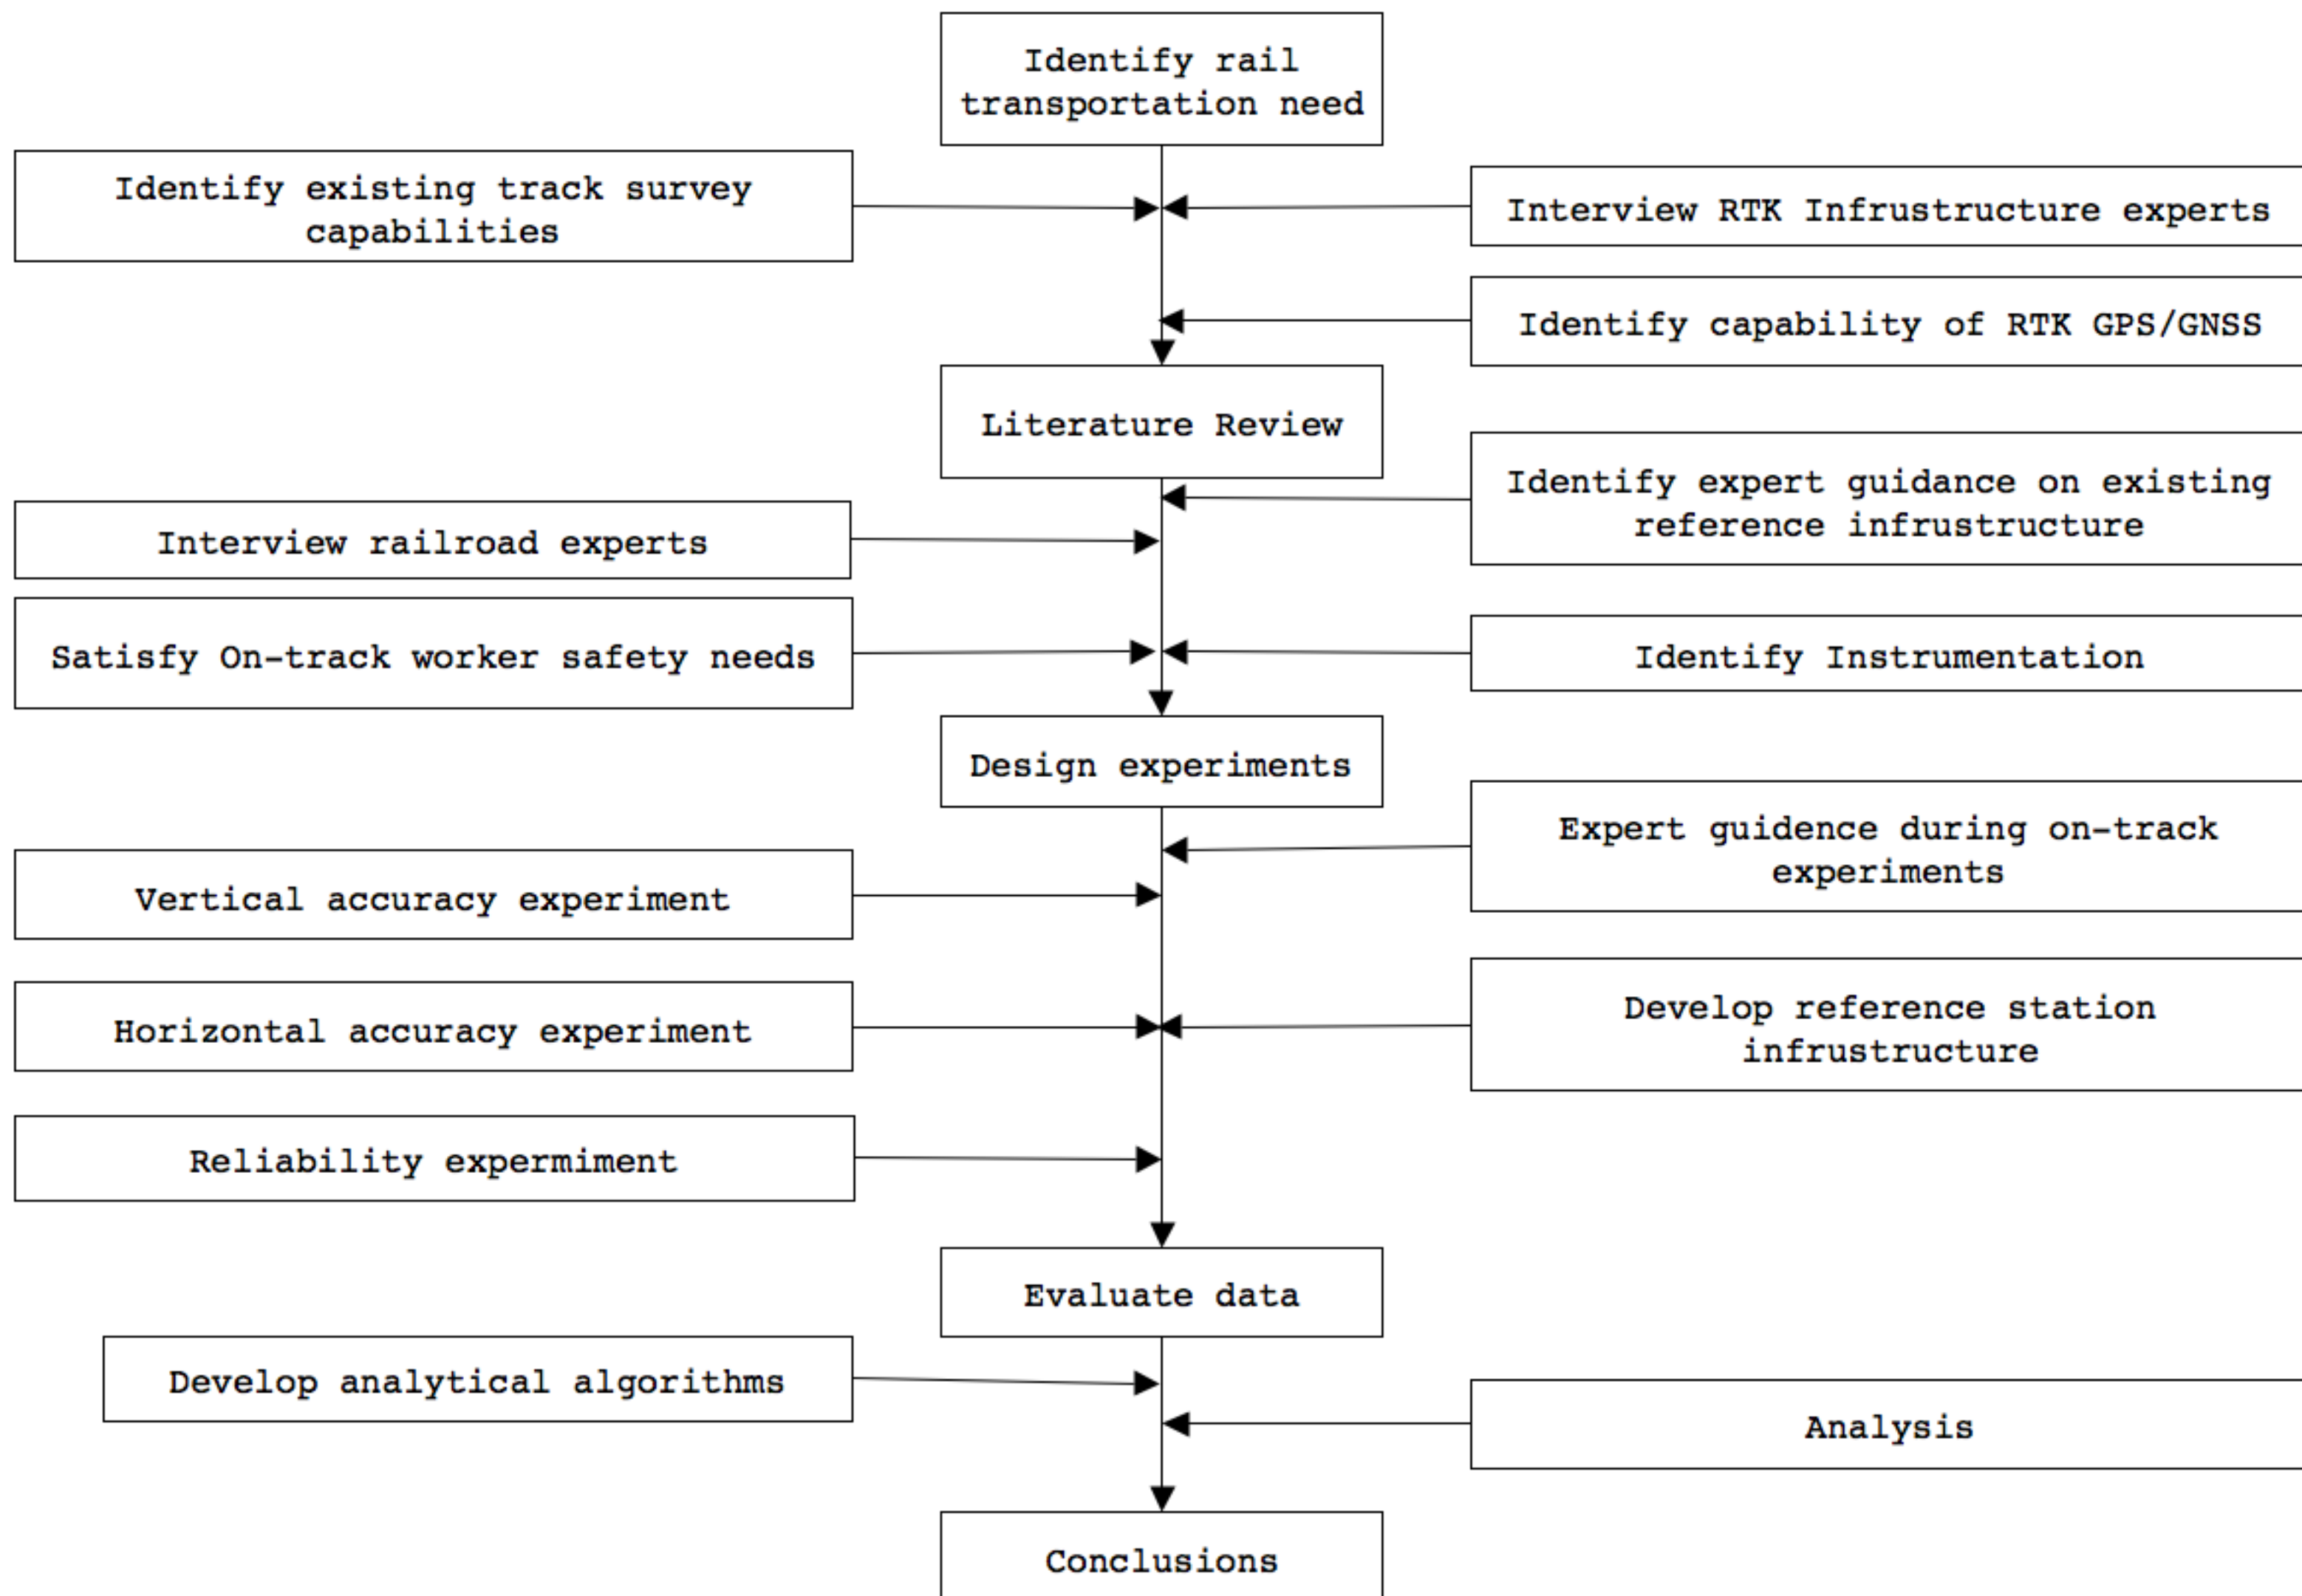 Identify rail
transportation need
Identify existing track survey
capabilities
Interview RTK Infrustructure experts
Identify capability of RTK GPS/GNSS
Literature Review
Identify expert guidance on existing
reference infrustructure
Interview railroad experts
Satisfy On-track worker safety needs
Identify Instrumentation
Design experiments
Expert guidence during on-track
experiments
Vertical accuracy experiment
Horizontal accuracy experiment
Develop reference station
infrustructure
Reliability expermiment
Evaluate data
Develop analytical algorithms
Analysis
Conclusions